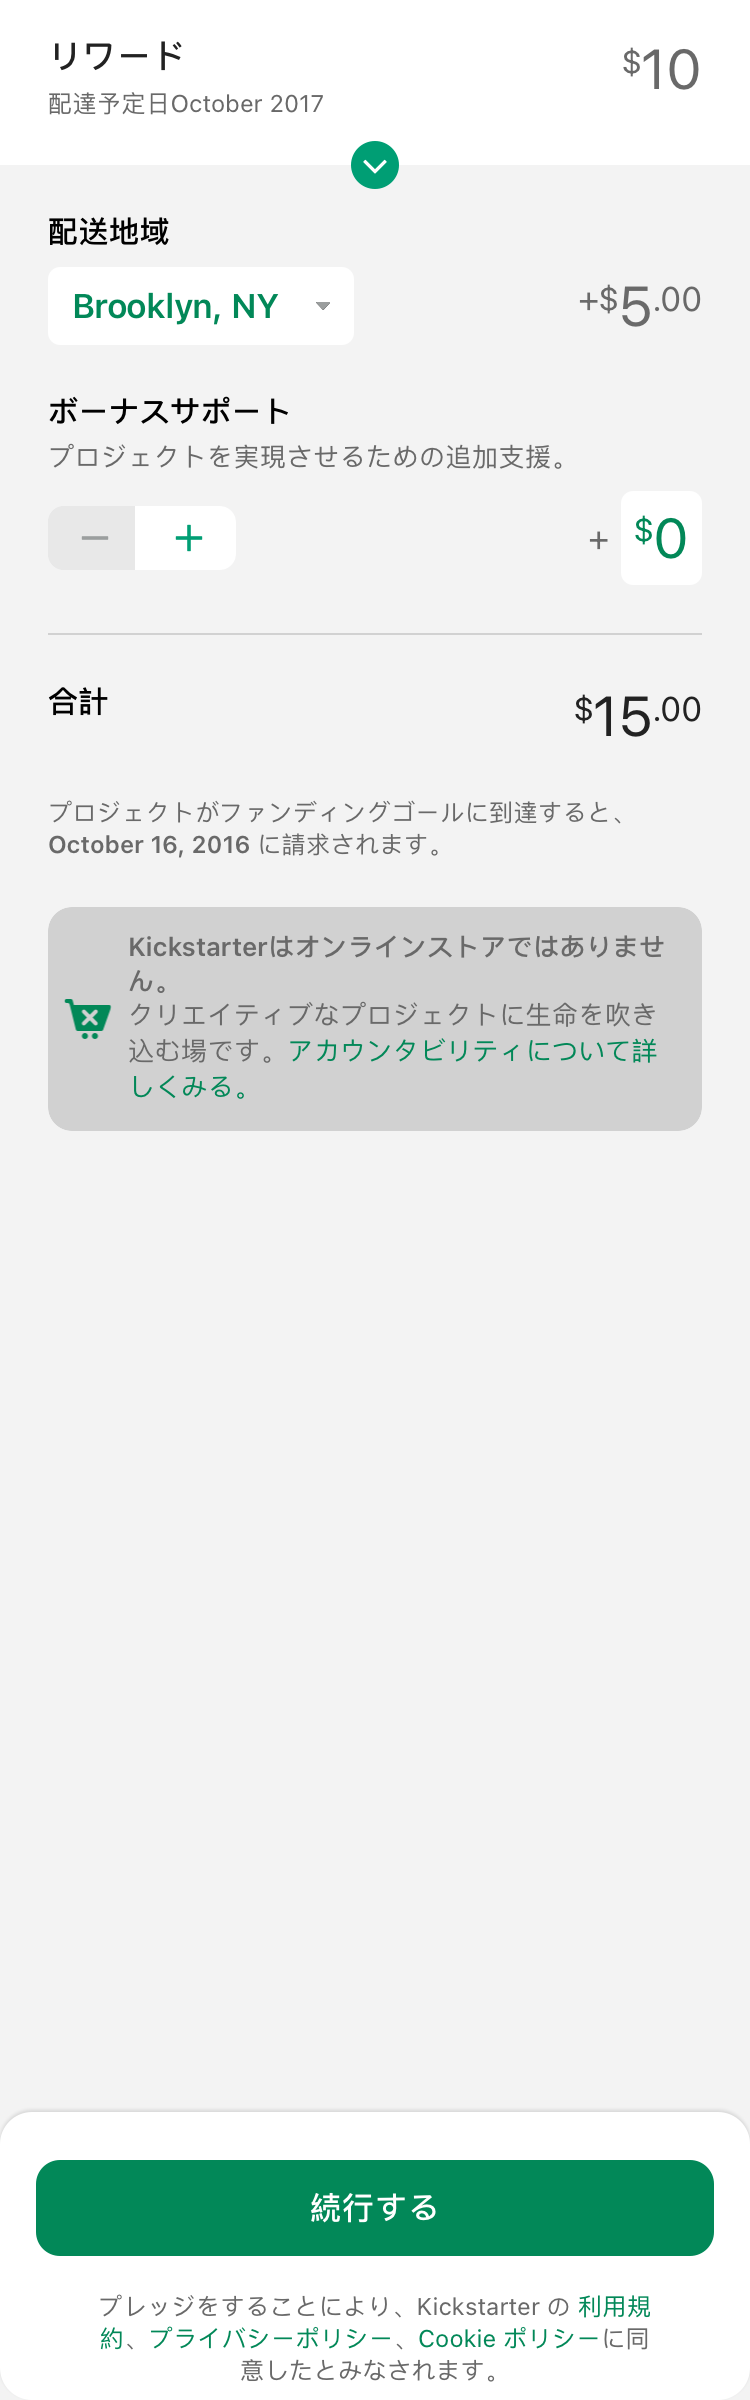 リワード
$10
配達予定日October 2017
配送地域
Brooklyn, NY
+$5.00
ボーナスサポート
プロジェクトを実現させるための追加支援。
+ $0
合計
$15.00
プロジェクトがファンディングゴールに到達すると、
October 16, 2016 に請求されます。
Kickstarterはオンラインストアではありませ
ん。
クリエイティブなプロジェクトに生命を吹き
込む場です。アカウンタビリティについて詳
しくみる。
続行する
プレッジをすることにより、Kickstarter の 利用規
約、プライバシーポリシー、Cookie ポリシーに同
意したとみなされます。